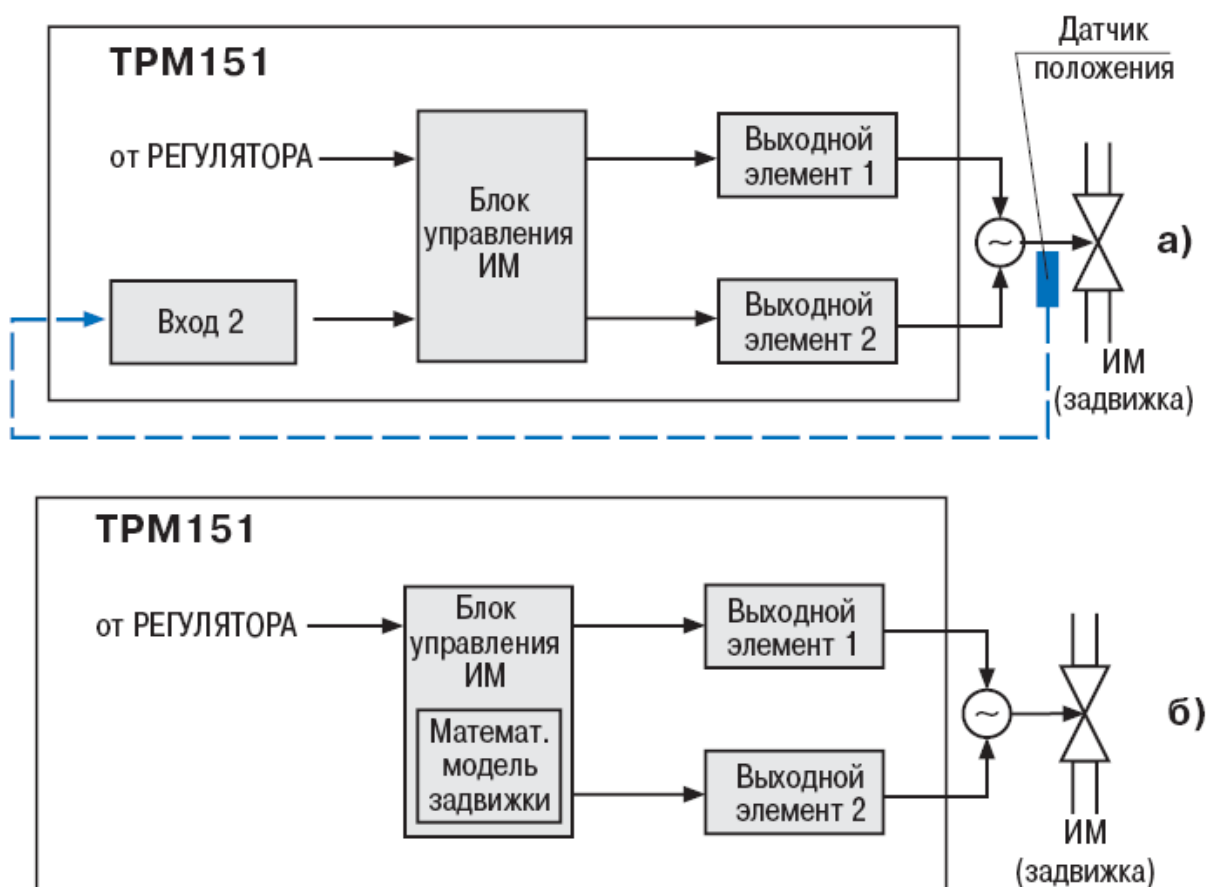 Датчик
положения
ТРМ151
от РЕГУЛЯТОРА
Блок
управления
ИМ
Выходной
элемент 1
~
а)
Вход 2
Выходной
элемент 2
ИМ
(задвижка)
ТРМ151
от РЕГУЛЯТОРА
Блок
управления
ИМ
Математ.
модель
задвижки
Выходной
элемент 1
~
б)
Выходной
элемент 2
ИМ
(задвижка)